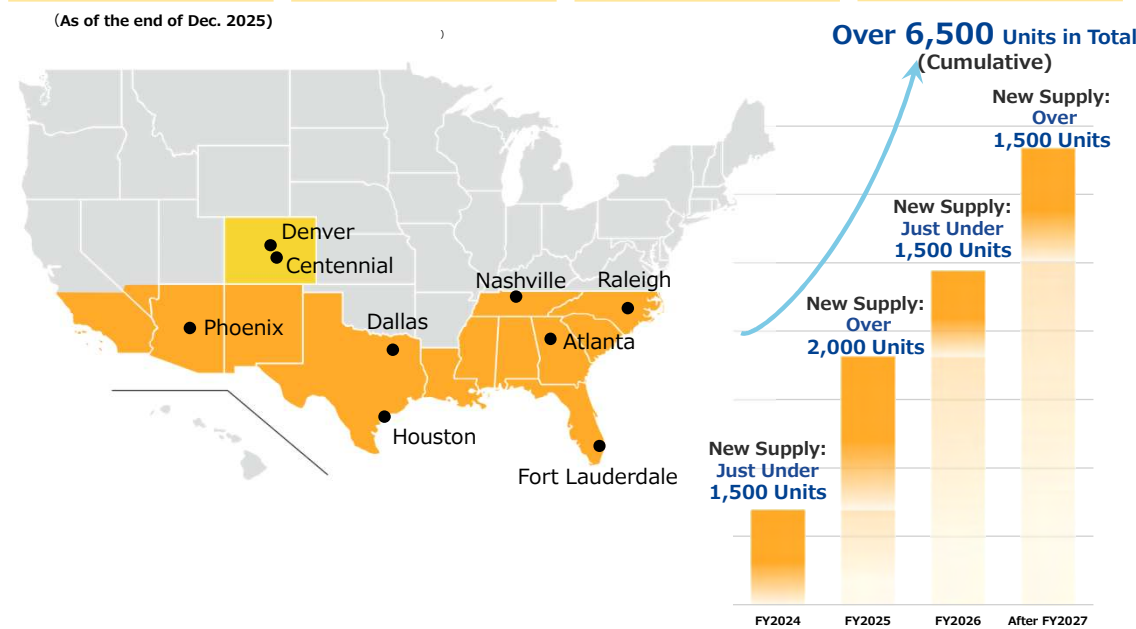 （As of the end of Dec. 2025)
)
Over 6,500 Units in Total
(Cumulative)
New Supply:
Over
1,500 Units
New Supply:
Just Under
1,500 Units
New Supply:
Over
2,000 Units
New Supply:
Just Under
1,500 Units
Denver
Centennial
Nashville
Raleigh
Phoenix
Dallas
Atlanta
Houston
Fort Lauderdale
FY2024
FY2025
FY2026
After FY2027